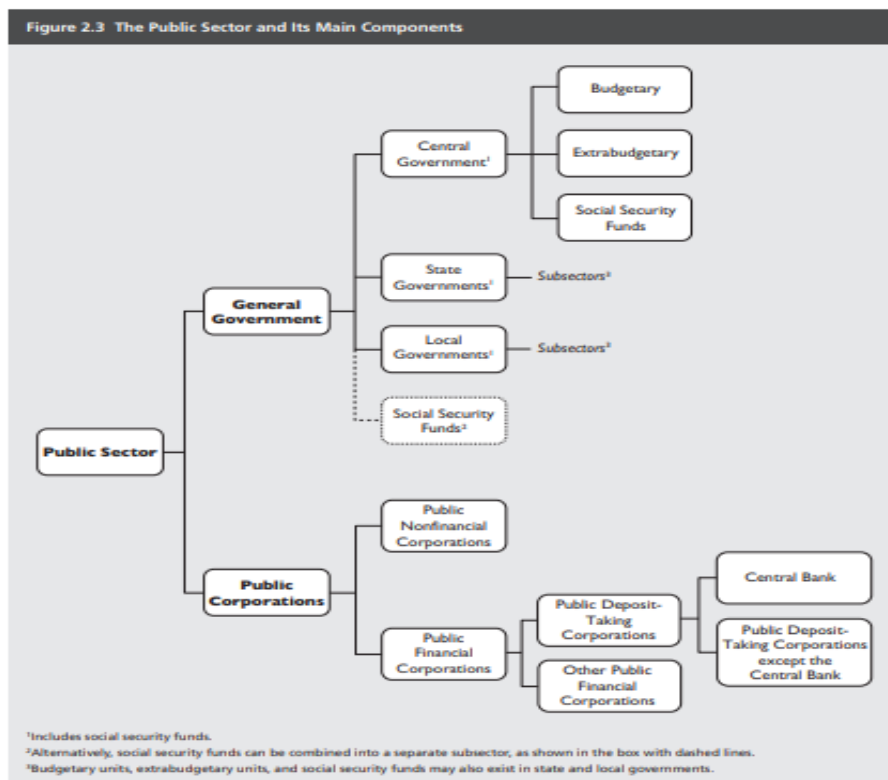 Figure 2.3 The Public Sector and Its Main Components
Budgetary
Central
Government¹
Extrabudgetary
Social Security
Funds
State
Governments¹
Subsectors³
General
Government
Local
Governments¹
Subsectors³
Social Security
Funds²
Public Sector
Public
Nonfinancial
Corporations
Public
Corporations
Central Bank
Public Deposit-
Taking
Corporations
Public
Financial
Corporations
Public Deposit-
Taking Corporations
except the
Central Bank
Other Public
Financial
Corporations
¹Includes social security funds.
²Alternatively, social security funds can be combined into a separate subsector, as shown in the box with dashed lines.
³Budgetary units, extrabudgetary units, and social security funds may also exist in state and local governments.